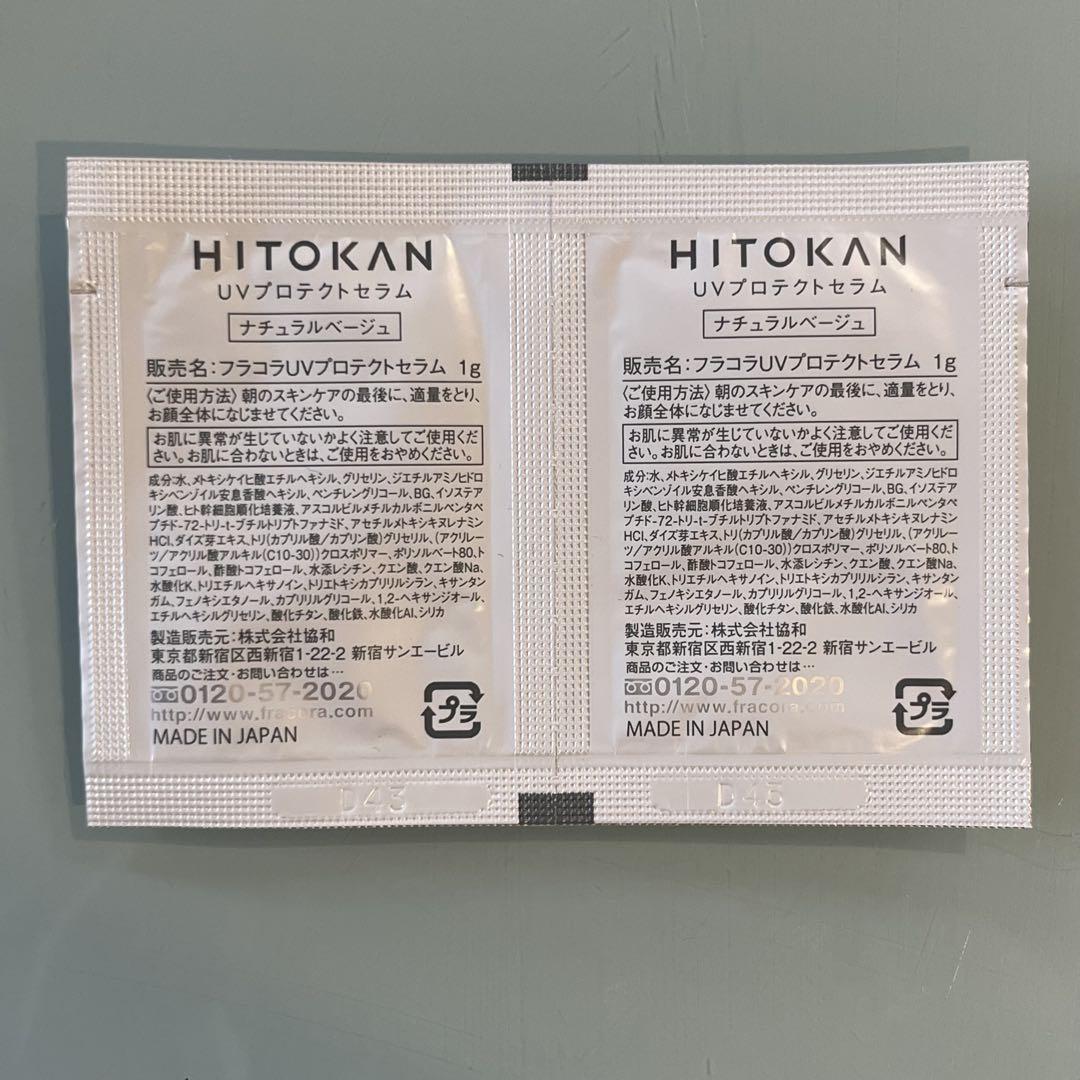 HITOKAN
UVプロテクトセラム
ナチュラルベージュ
販売名:フラコラUVプロテクトセラム 1g
〈ご使用方法〉朝のスキンケアの最後に、適量をとり、
お顔全体になじませてください。
お肌に異常が生じていないかよく注意してご使用くだ
さい。お肌に合わないときは、ご使用をおやめください。
成分:水、メトキシケイヒ酸エチルヘキシル、グリセリン、ジエチルアミノヒドロ
キシベンゾイル安息香酸ヘキシル、ペンチレングリコール、BG、イソステア
リン酸、ヒト幹細胞順化培養液、アスコルビルメチルカルボニルペンタペ
プチド-72-トリ-t-ブチルトリプトファナミド、アセチルメトキシキヌレナミン
HCl、ダイズ芽エキス、トリ(カプリル酸/カプリン酸)グリセリル、(アクリレー
ツ/アクリル酸アルキル(C10-30))クロスポリマー、ポリソルベート80、ト
コフェロール、酢酸トコフェロール、水添レシチン、クエン酸、クエン酸Na、
水酸化K、トリエチルヘキサノイン、トリエトキシカプリリルシラン、キサンタン
ガム、フェノキシエタノール、カプリリルグリコール、1,2-ヘキサンジオール、
エチルヘキシルグリセリン、酸化チタン、酸化鉄、水酸化Al、シリカ
製造販売元:株式会社協和
東京都新宿区西新宿1-22-2 新宿サンエービル
商品のご注文・お問い合わせは…
0120-57-2020
http://www.fracora.com
MADE IN JAPAN
プラ
D43
HITOKAN
UVプロテクトセラム
ナチュラルベージュ
販売名:フラコラUVプロテクトセラム 1g
〈ご使用方法〉朝のスキンケアの最後に、適量をとり、
お顔全体になじませてください。
お肌に異常が生じていないかよく注意してご使用くだ
さい。お肌に合わないときは、ご使用をおやめください。
成分:水、メトキシケイヒ酸エチルヘキシル、グリセリン、ジエチルアミノヒドロ
キシベンゾイル安息香酸ヘキシル、ペンチレングリコール、BG、イソステア
リン酸、ヒト幹細胞順化培養液、アスコルビルメチルカルボニルペンタペ
プチド-72-トリ-t-ブチルトリプトファナミド、アセチルメトキシキヌレナミン
HCl、ダイズ芽エキス、トリ(カプリル酸/カプリン酸)グリセリル、(アクリレー
ツ/アクリル酸アルキル(C10-30))クロスポリマー、ポリソルベート80、ト
コフェロール、酢酸トコフェロール、水添レシチン、クエン酸、クエン酸Na、
水酸化K、トリエチルヘキサノイン、トリエトキシカプリリルシラン、キサンタン
ガム、フェノキシエタノール、カプリリルグリコール、1,2-ヘキサンジオール、
エチルヘキシルグリセリン、酸化チタン、酸化鉄、水酸化Al、シリカ
製造販売元:株式会社協和
東京都新宿区西新宿1-22-2 新宿サンエービル
商品のご注文・お問い合わせは…
0120-57-2020
http://www.fracora.com
MADE IN JAPAN
プラ